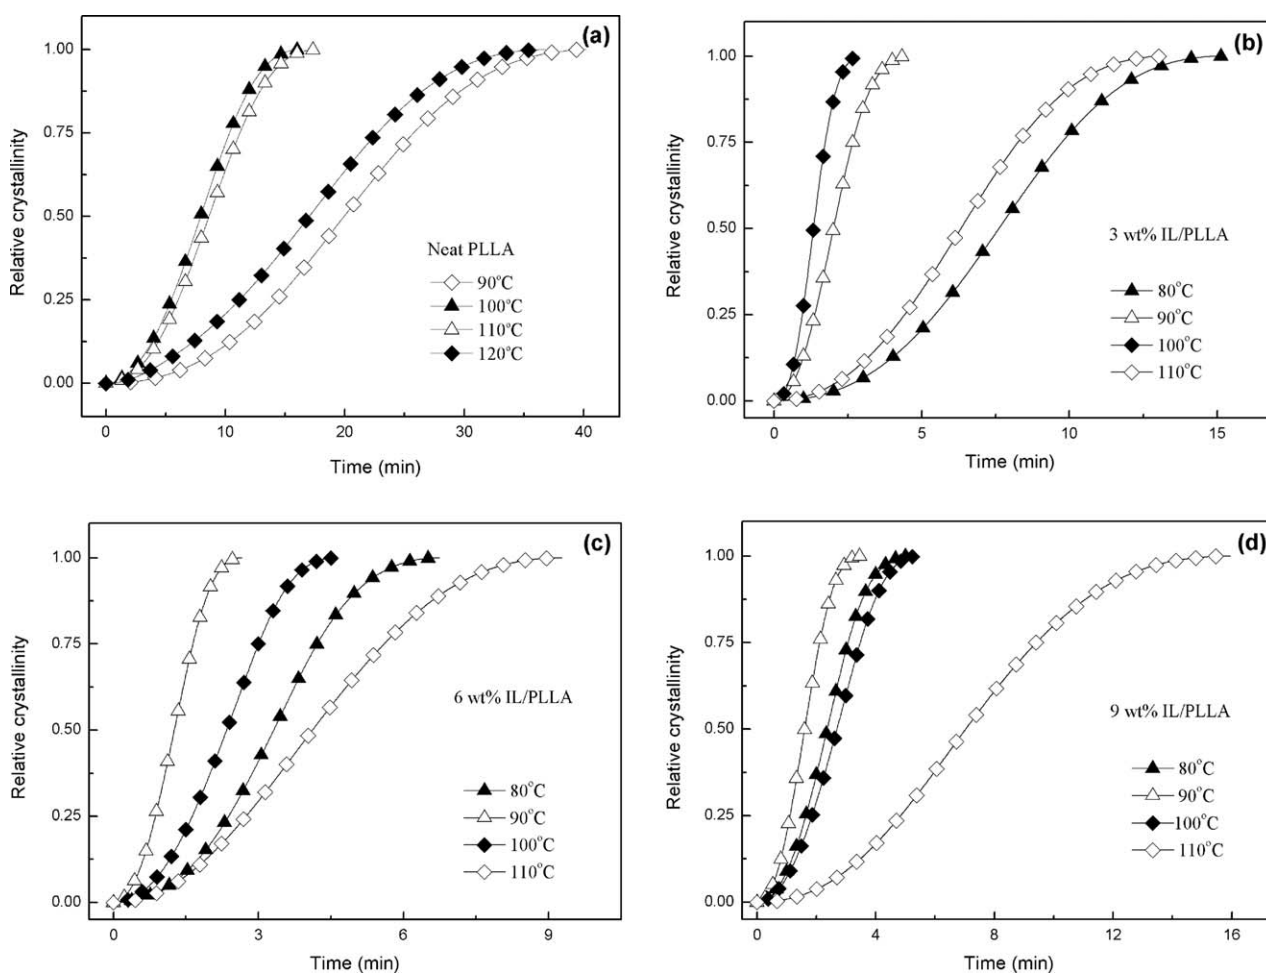 (a)
Relative crystallinity
1.00
0.75
0.50
0.25
0.00
Neat PLLA
90°C
100°C
110°C
120°C
0 10 20 30 40
Time (min)
(b)
Relative crystallinity
1.00
0.75
0.50
0.25
0.00
3 wt% IL/PLLA
80°C
90°C
100°C
110°C
0 5 10 15
Time (min)
(c)
Relative crystallinity
1.00
0.75
0.50
0.25
0.00
6 wt% IL/PLLA
80°C
90°C
100°C
110°C
0 3 6 9
Time (min)
(d)
Relative crystallinity
1.00
0.75
0.50
0.25
0.00
9 wt% IL/PLLA
80°C
90°C
100°C
110°C
0 4 8 12 16
Time (min)